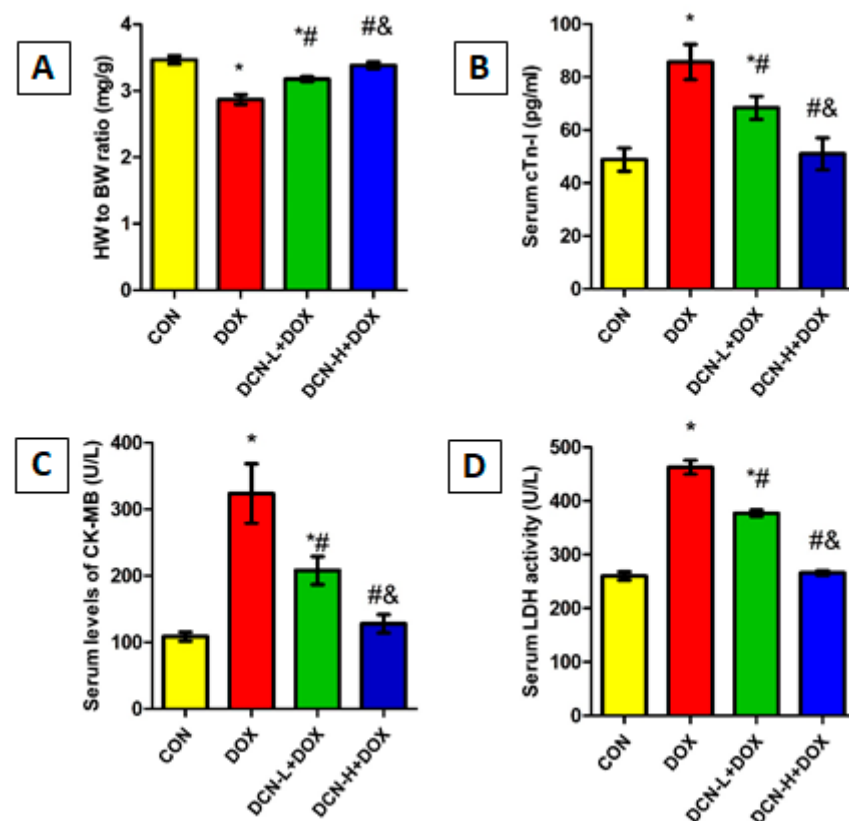 A
HW to BW ratio (mg/g)
4
3
2
1
0
*
*#
#&
CON
DOX
DCN-L+DOX
DCN-H+DOX
B
Serum cTn-I (pg/ml)
100
80
60
40
20
0
*
*#
#&
CON
DOX
DCN-L+DOX
DCN-H+DOX
C
Serum levels of CK-MB (U/L)
400
300
200
100
0
*
*#
#&
CON
DOX
DCN-L+DOX
DCN-H+DOX
D
Serum LDH activity (U/L)
500
400
300
200
100
0
*
*#
#&
CON
DOX
DCN-L+DOX
DCN-H+DOX